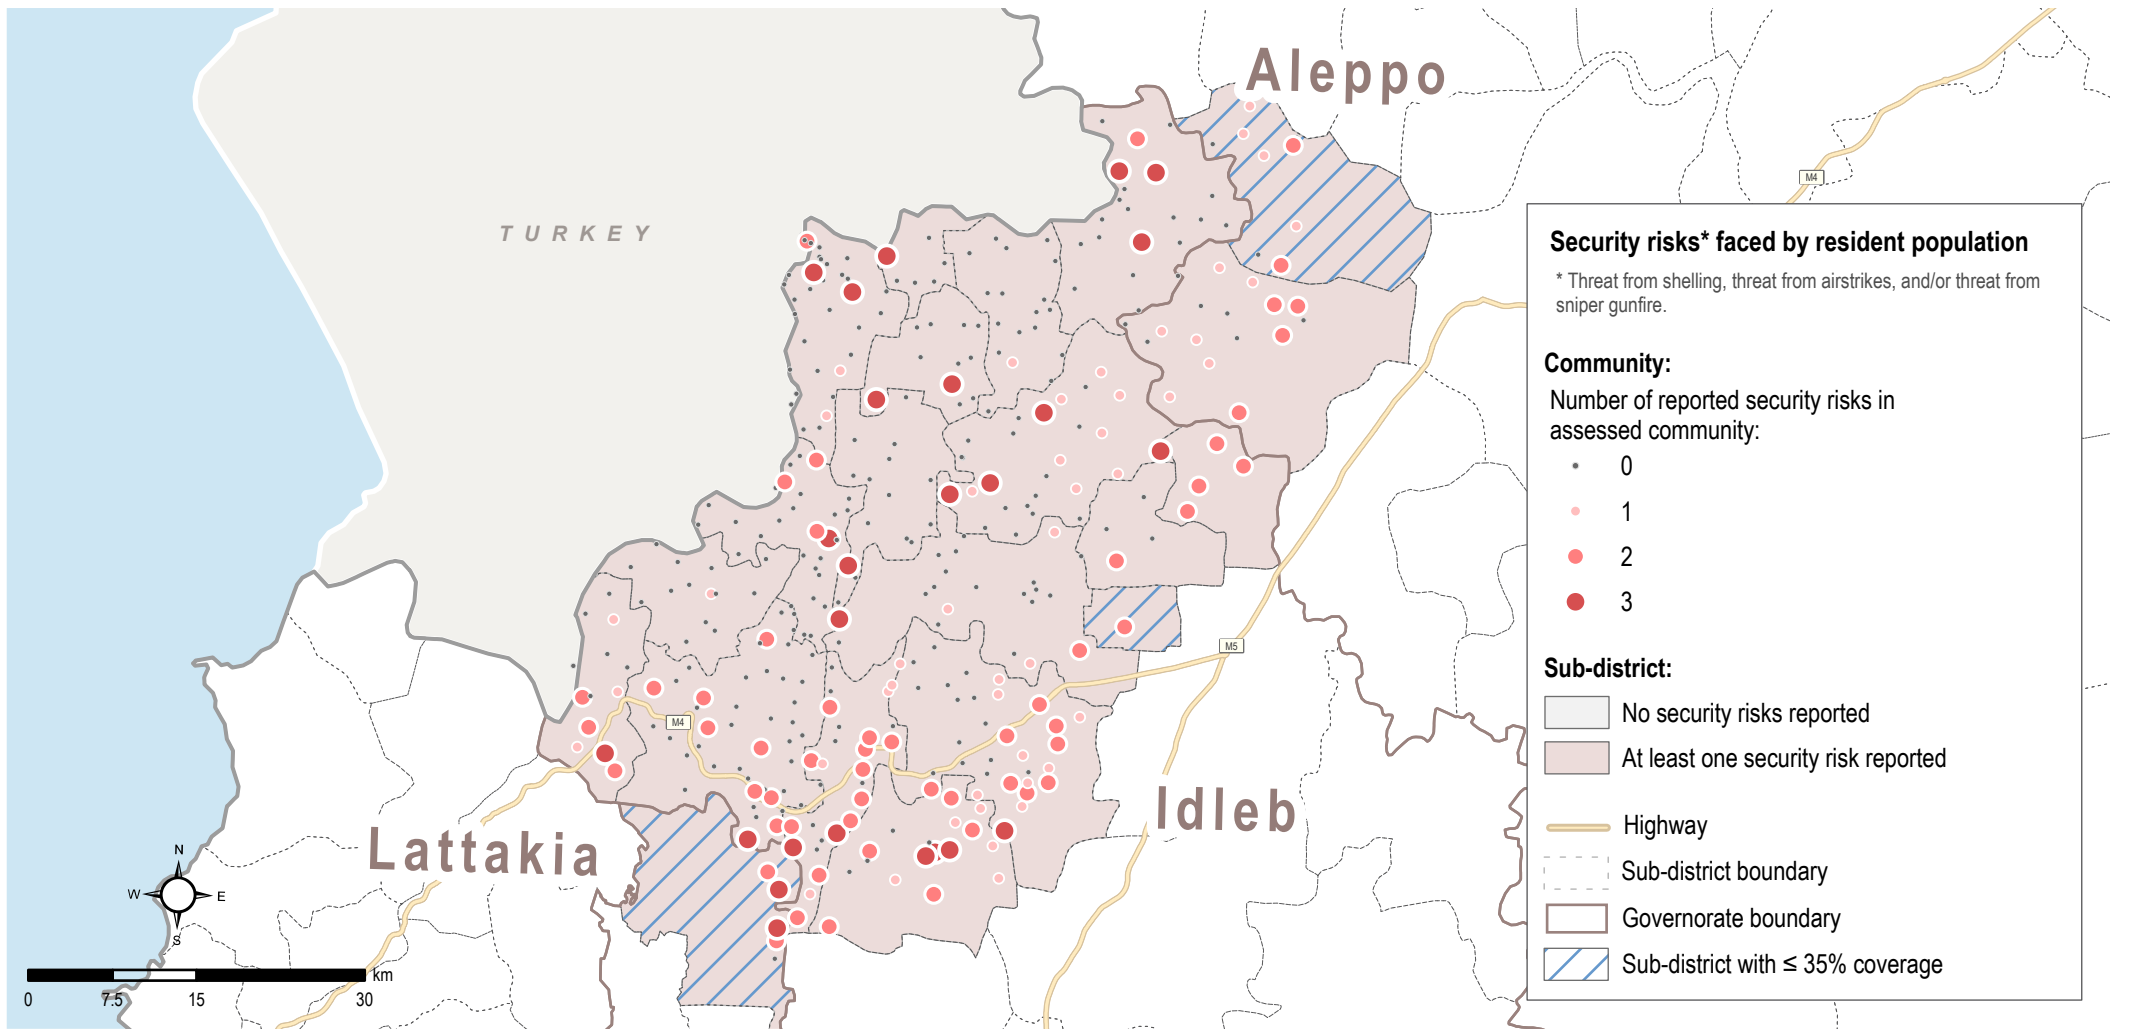 Aleppo
TURKEY
M4
Security risks* faced by resident population
* Threat from shelling, threat from airstrikes, and/or threat from
sniper gunfire.
Community:
Number of reported security risks in
assessed community:
0
1
2
3
Sub-district:
No security risks reported
At least one security risk reported
Highway
Sub-district boundary
Governorate boundary
Sub-district with ≤ 35% coverage
M5
M4
Idleb
Lattakia
N
W
E
S
km
0
7.5
15
30